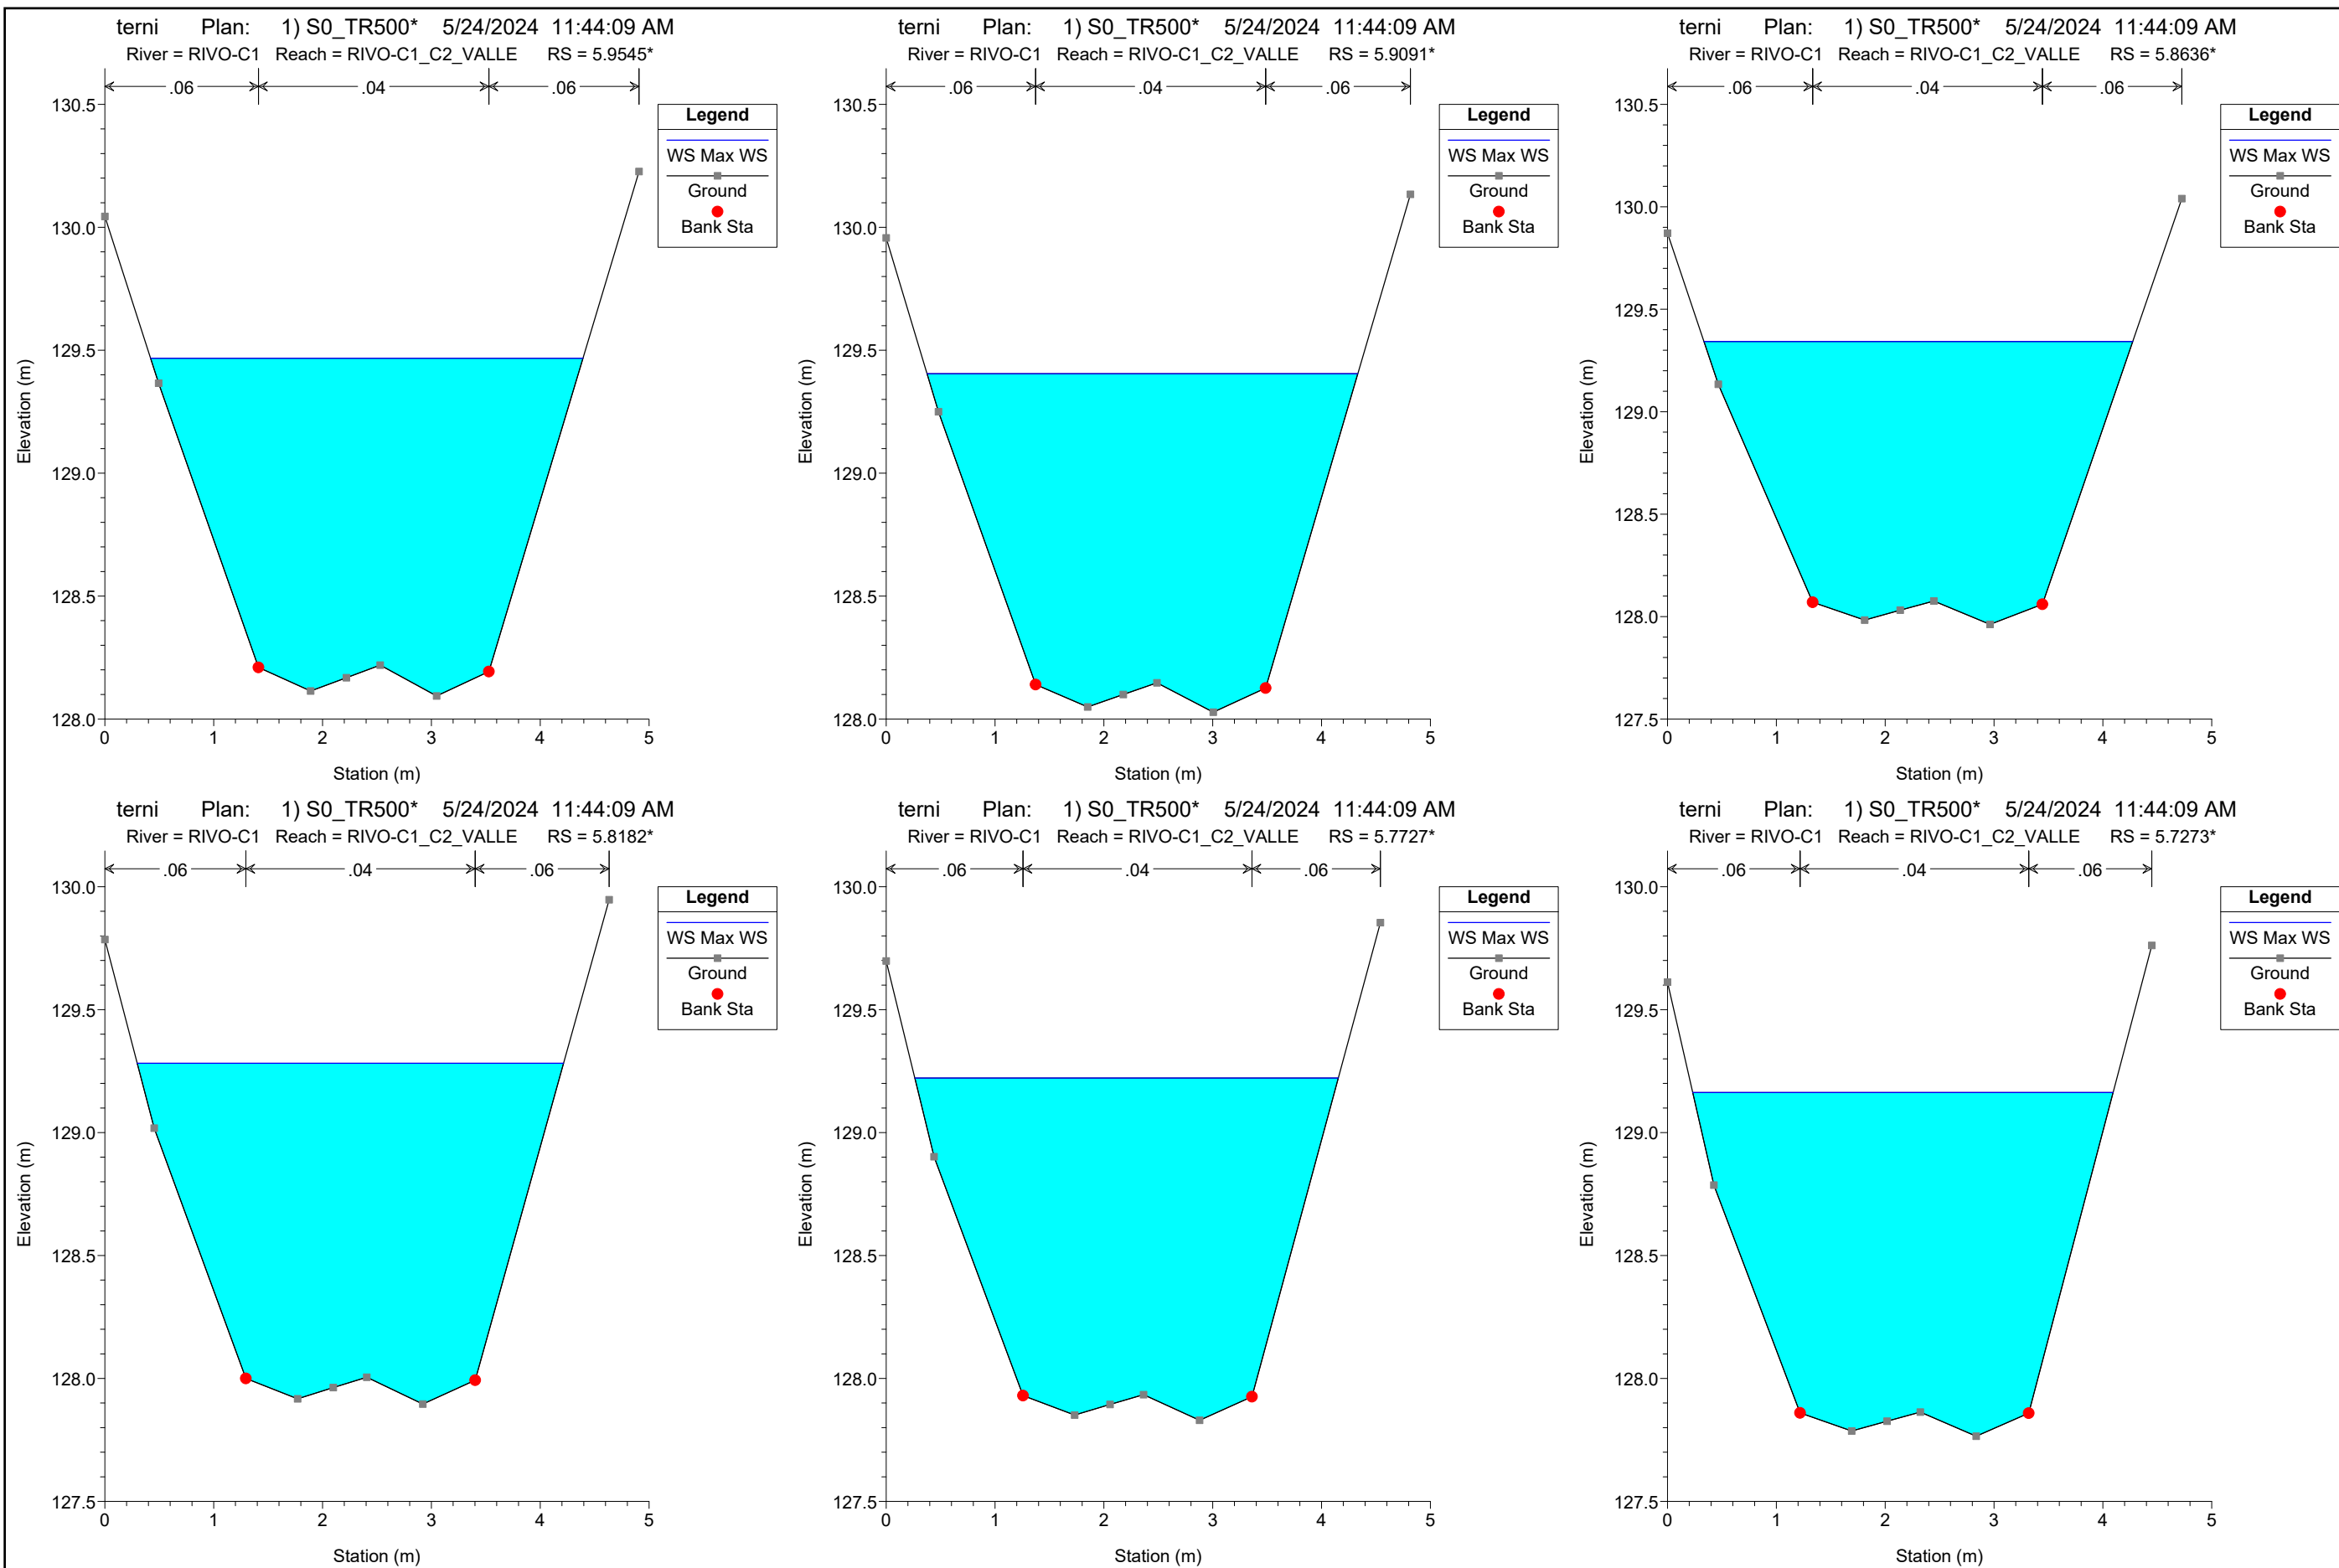 terni Plan: 1) S0_TR500* 5/24/2024 11:44:09 AM
River = RIVO-C1 Reach = RIVO-C1_C2_VALLE RS = 5.9545*
.06 .04 .06
130.5
130.0
129.5
129.0
128.5
128.0
0 1 2 3 4 5
Station (m)
Elevation (m)
Legend
WS Max WS
Ground
Bank Sta
terni Plan: 1) S0_TR500* 5/24/2024 11:44:09 AM
River = RIVO-C1 Reach = RIVO-C1_C2_VALLE RS = 5.9091*
.06 .04 .06
130.5
130.0
129.5
129.0
128.5
128.0
0 1 2 3 4 5
Station (m)
Elevation (m)
Legend
WS Max WS
Ground
Bank Sta
terni Plan: 1) S0_TR500* 5/24/2024 11:44:09 AM
River = RIVO-C1 Reach = RIVO-C1_C2_VALLE RS = 5.8636*
.06 .04 .06
130.5
130.0
129.5
129.0
128.5
128.0
127.5
0 1 2 3 4 5
Station (m)
Elevation (m)
Legend
WS Max WS
Ground
Bank Sta
terni Plan: 1) S0_TR500* 5/24/2024 11:44:09 AM
River = RIVO-C1 Reach = RIVO-C1_C2_VALLE RS = 5.8182*
.06 .04 .06
130.0
129.5
129.0
128.5
128.0
127.5
0 1 2 3 4 5
Station (m)
Elevation (m)
Legend
WS Max WS
Ground
Bank Sta
terni Plan: 1) S0_TR500* 5/24/2024 11:44:09 AM
River = RIVO-C1 Reach = RIVO-C1_C2_VALLE RS = 5.7727*
.06 .04 .06
130.0
129.5
129.0
128.5
128.0
127.5
0 1 2 3 4 5
Station (m)
Elevation (m)
Legend
WS Max WS
Ground
Bank Sta
terni Plan: 1) S0_TR500* 5/24/2024 11:44:09 AM
River = RIVO-C1 Reach = RIVO-C1_C2_VALLE RS = 5.7273*
.06 .04 .06
130.0
129.5
129.0
128.5
128.0
127.5
0 1 2 3 4 5
Station (m)
Elevation (m)
Legend
WS Max WS
Ground
Bank Sta